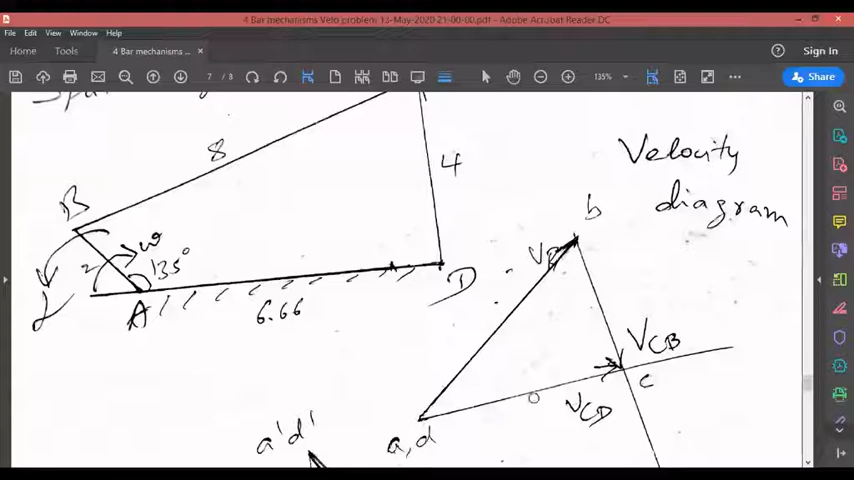 4 Bar mechanisms Velo problem 13-May-2020 21-00-00.pdf - Adobe Acrobat Reader DC
File Edit View Window Help
Home Tools 4 Bar mechanisms ... × Sign In
7 / 8 135% Share
8
4
Velocity
diagram
B
b
2
ω
135°
A
D
6.66
α
VB
VCB
c
VCD
a,d
a'd'